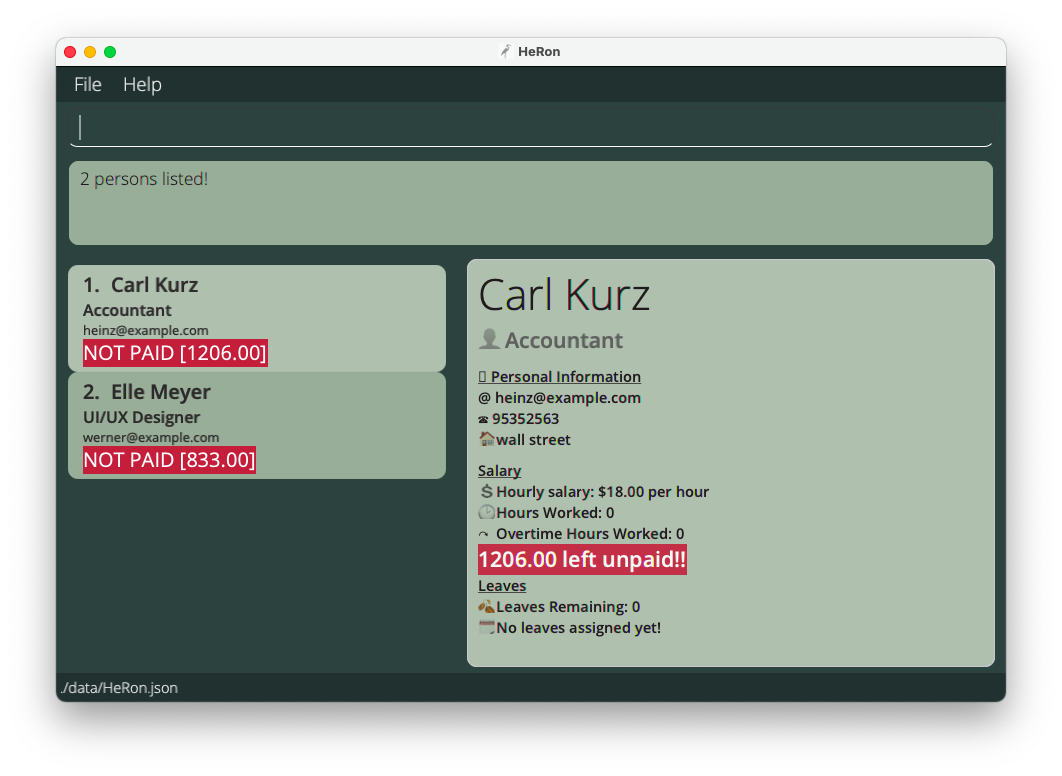 HeRon
File Help
2 persons listed!
1. Carl Kurz
Accountant
heinz@example.com
NOT PAID [1206.00]
2. Elle Meyer
UI/UX Designer
werner@example.com
NOT PAID [833.00]
Carl Kurz
Accountant
Personal Information
@ heinz@example.com
☎ 95352563
wall street
Salary
$ Hourly salary: $18.00 per hour
Hours Worked: 0
Overtime Hours Worked: 0
1206.00 left unpaid!!
Leaves
Leaves Remaining: 0
No leaves assigned yet!
./data/HeRon.json